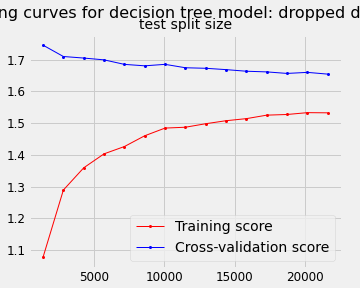 ng curves for decision tree model: dropped d
test split size
1.7
1.6
1.5
1.4
1.3
1.2
1.1
Training score
Cross-validation score
5000 10000 15000 20000